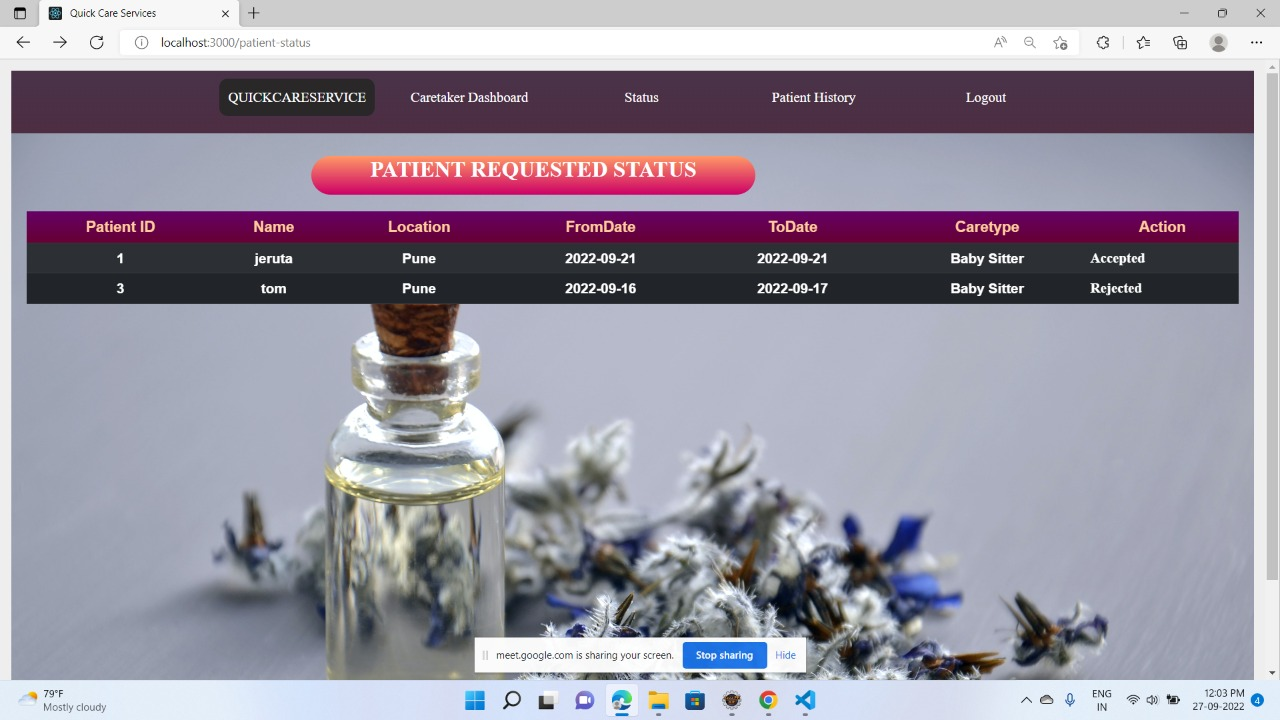 Quick Care Services
localhost:3000/patient-status
QUICKCARESERVICE Caretaker Dashboard Status Patient History Logout
PATIENT REQUESTED STATUS
Patient ID Name Location FromDate ToDate Caretype Action
1 jeruta Pune 2022-09-21 2022-09-21 Baby Sitter Accepted
3 tom Pune 2022-09-16 2022-09-17 Baby Sitter Rejected
meet.google.com is sharing your screen. Stop sharing Hide
79°F
Mostly cloudy
ENG
IN
12:03 PM
27-09-2022
4